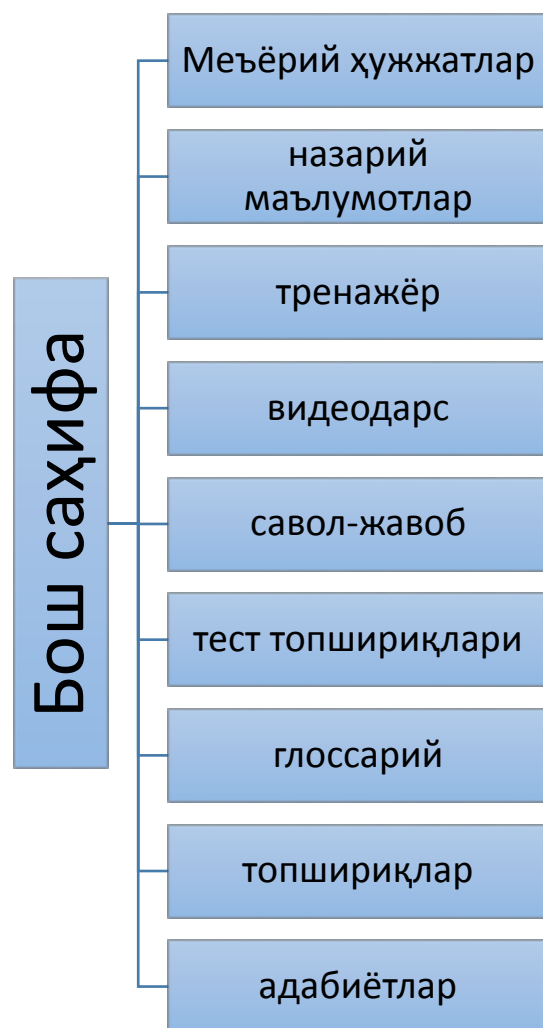 Бош саҳифа
Меъёрий ҳужжатлар
назарий
маълумотлар
тренажёр
видеодарс
савол-жавоб
тест топшириқлари
глоссарий
топшириқлар
адабиётлар